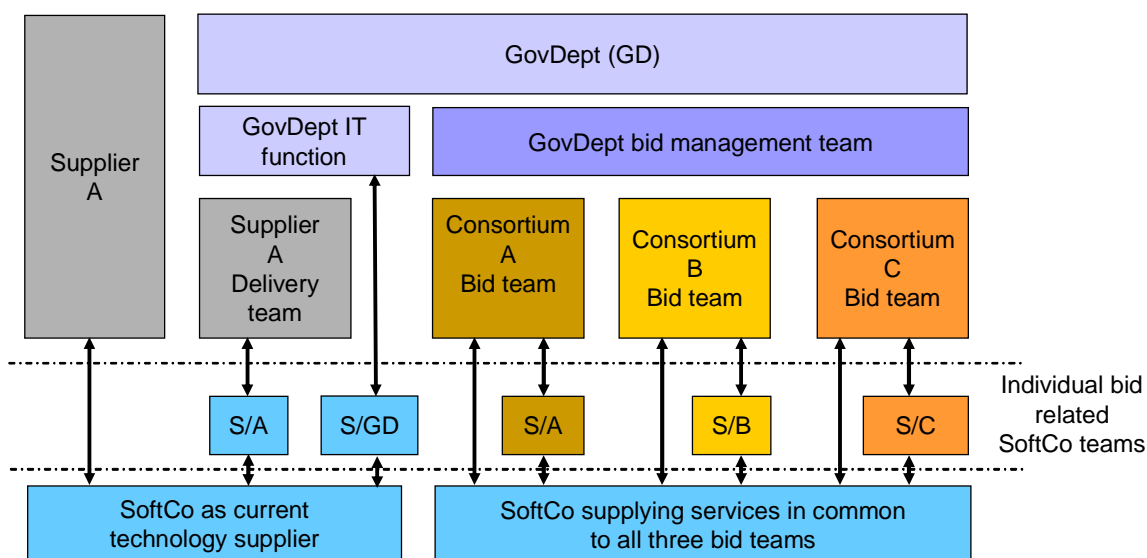 GovDept (GD)
Supplier
A
GovDept IT
function
GovDept bid management team
Supplier
A
Delivery
team
Consortium
A
Bid team
Consortium
B
Bid team
Consortium
C
Bid team
S/A
S/GD
S/A
S/B
S/C
Individual bid
related
SoftCo teams
SoftCo as current
technology supplier
SoftCo supplying services in common
to all three bid teams